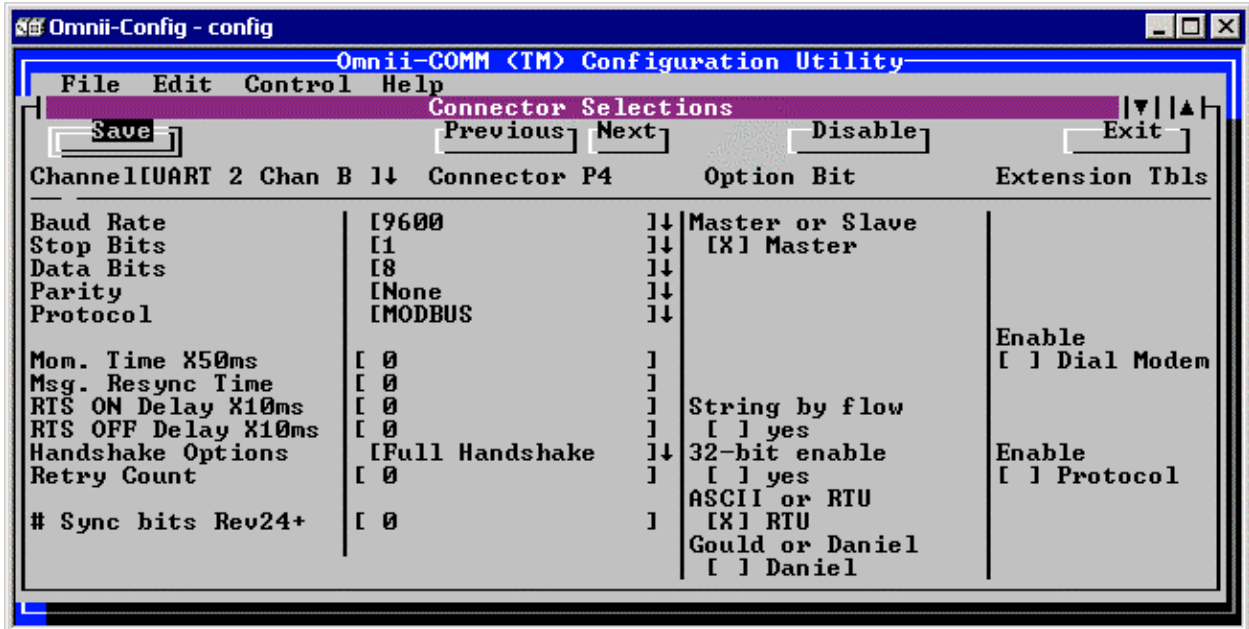 Omnii-Config - config
Omnii-COMM (TM) Configuration Utility
File Edit Control Help
Connector Selections
Save Previous Next Disable Exit
Channel[UART 2 Chan B ]↓ Connector P4 Option Bit Extension Tbls
Baud Rate [9600 ]↓ Master or Slave
Stop Bits [1 ]↓ [X] Master
Data Bits [8 ]↓
Parity [None ]↓
Protocol [MODBUS ]↓
Enable
Mom. Time X50ms [ 0 ] [ ] Dial Modem
Msg. Resync Time [ 0 ]
RTS ON Delay X10ms [ 0 ] String by flow
RTS OFF Delay X10ms [ 0 ] [ ] yes
Handshake Options [Full Handshake ]↓ 32-bit enable Enable
Retry Count [ 0 ] [ ] yes [ ] Protocol
ASCII or RTU
# Sync bits Rev24+ [ 0 ] [X] RTU
Gould or Daniel
[ ] Daniel